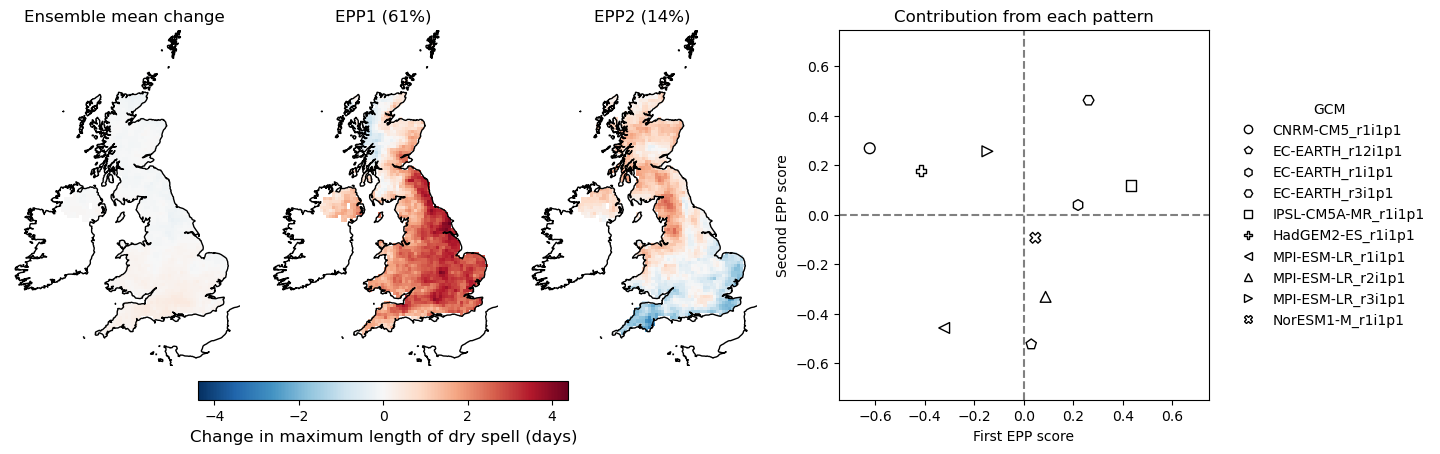 Ensemble mean change
EPP1 (61%)
EPP2 (14%)
−4 −2 0 2 4
Change in maximum length of dry spell (days)
Contribution from each pattern
Second EPP score
0.6
0.4
0.2
0.0
−0.2
−0.4
−0.6
−0.6 −0.4 −0.2 0.0 0.2 0.4 0.6
First EPP score
GCM
CNRM-CM5_r1i1p1
EC-EARTH_r12i1p1
EC-EARTH_r1i1p1
EC-EARTH_r3i1p1
IPSL-CM5A-MR_r1i1p1
HadGEM2-ES_r1i1p1
MPI-ESM-LR_r1i1p1
MPI-ESM-LR_r2i1p1
MPI-ESM-LR_r3i1p1
NorESM1-M_r1i1p1